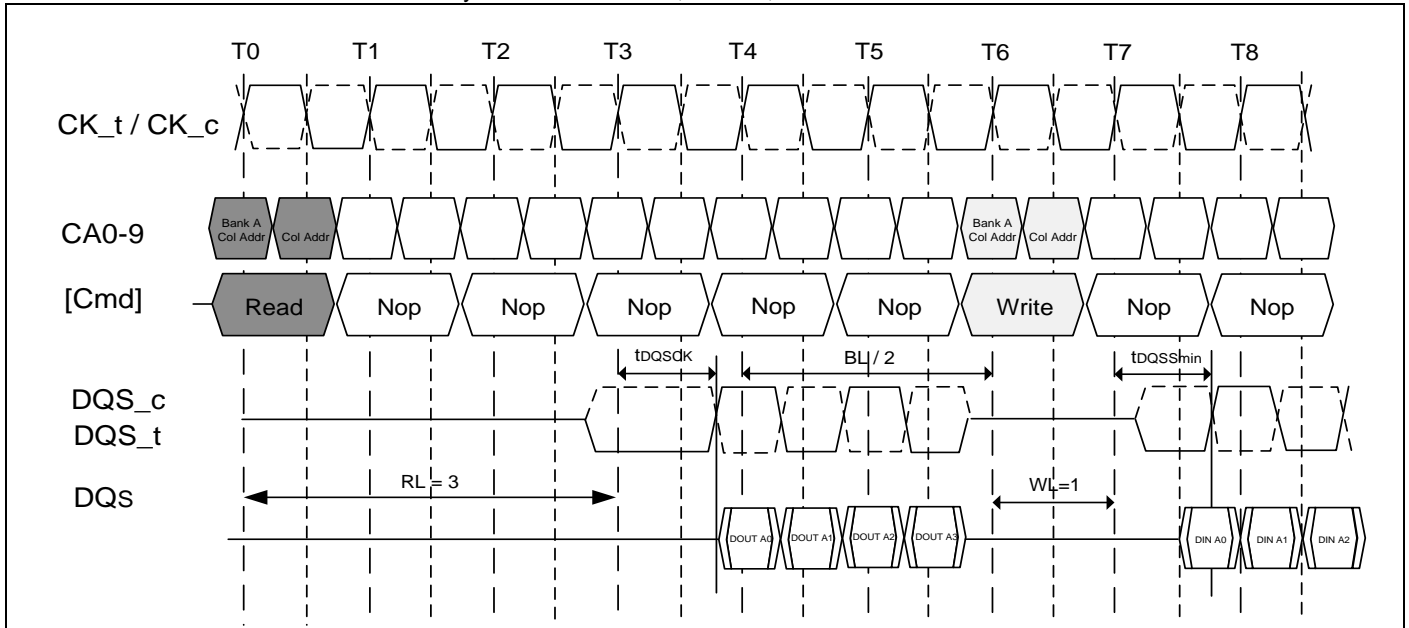 T0 T1 T2 T3 T4 T5 T6 T7 T8
CK_t / CK_c
CA0-9
Bank A Col Addr
Col Addr
Bank A Col Addr
Col Addr
[Cmd]
Read Nop Nop Nop Nop Nop Write Nop Nop
tDQSCK BL / 2 tDQSSmin
DQS_c
DQS_t
RL = 3 WL=1
DQs
DOUT A0 DOUT A1 DOUT A2 DOUT A3 DIN A0 DIN A1 DIN A2